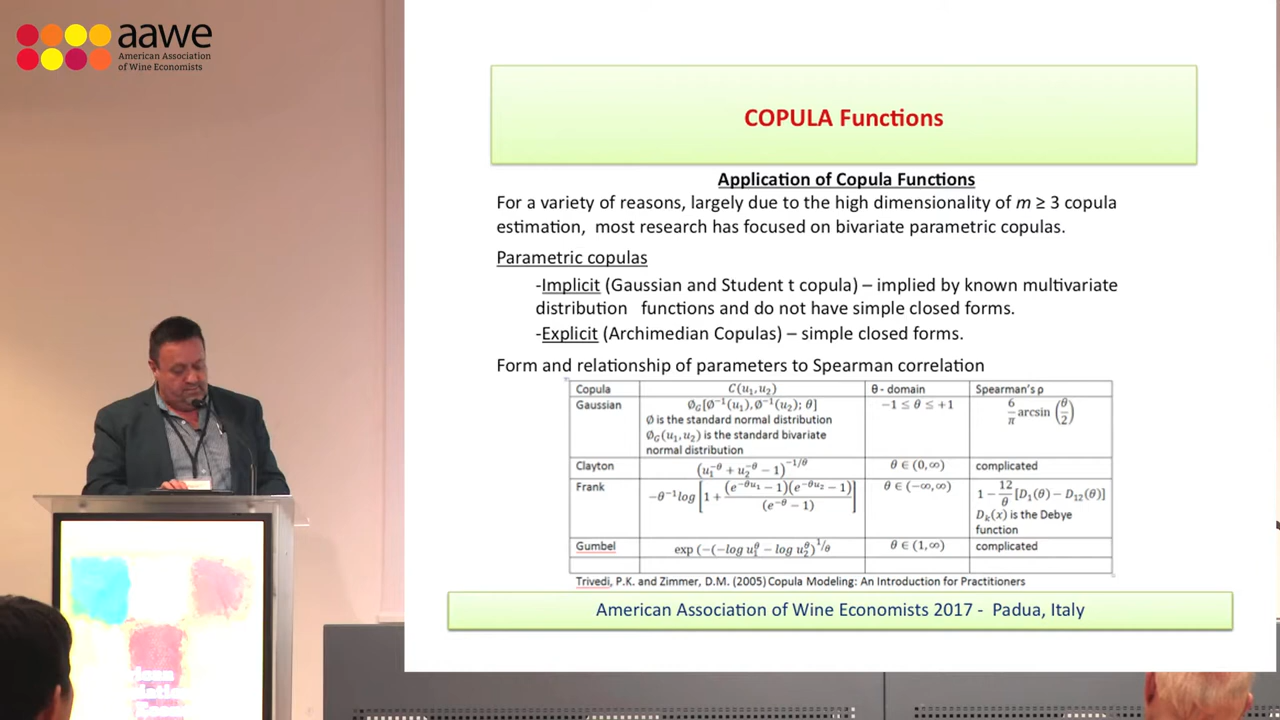 aawe
American Association
of Wine Economists
COPULA Functions
Application of Copula Functions
For a variety of reasons, largely due to the high dimensionality of m ≥ 3 copula
estimation, most research has focused on bivariate parametric copulas.
Parametric copulas
-Implicit (Gaussian and Student t copula) – implied by known multivariate
distribution functions and do not have simple closed forms.
-Explicit (Archimedian Copulas) – simple closed forms.
Form and relationship of parameters to Spearman correlation
Copula C(u₁,u₂) θ - domain Spearman's ρ
Gaussian Ø_G[Ø⁻¹(u₁),Ø⁻¹(u₂); θ] −1 ≤ θ ≤ +1 6/π arcsin (θ/2)
Ø is the standard normal distribution
Ø_G(u₁,u₂) is the standard bivariate
normal distribution
Clayton (u₁^−θ + u₂^−θ − 1)^−1/θ θ ∈ (0,∞) complicated
Frank −θ⁻¹log [1 + (e^−θu₁ − 1)(e^−θu₂ − 1)/(e^−θ − 1)] θ ∈ (−∞,∞) 1 − 12/θ [D₁(θ) − D₁₂(θ)]
D_k(x) is the Debye
function
Gumbel exp (−(−log u₁^θ − log u₂^θ)^1/θ θ ∈ (1,∞) complicated
Trivedi, P.K. and Zimmer, D.M. (2005) Copula Modeling: An Introduction for Practitioners
American Association of Wine Economists 2017 - Padua, Italy